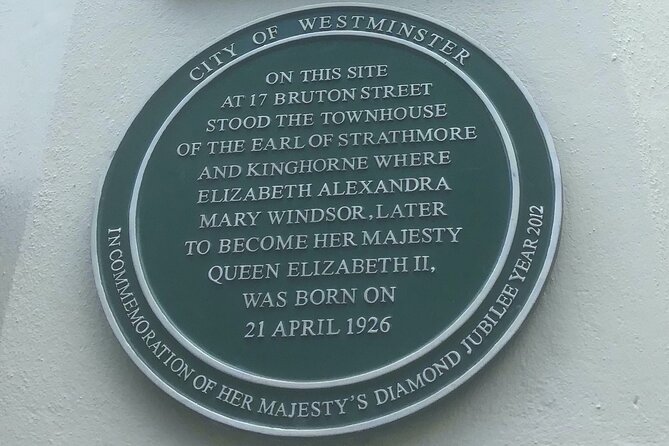 CITY OF WESTMINSTER
ON THIS SITE
AT 17 BRUTON STREET
STOOD THE TOWNHOUSE
OF THE EARL OF STRATHMORE
AND KINGHORNE WHERE
ELIZABETH ALEXANDRA
MARY WINDSOR, LATER
TO BECOME HER MAJESTY
QUEEN ELIZABETH II,
WAS BORN ON
21 APRIL 1926
IN COMMEMORATION OF HER MAJESTY'S DIAMOND JUBILEE YEAR 2012